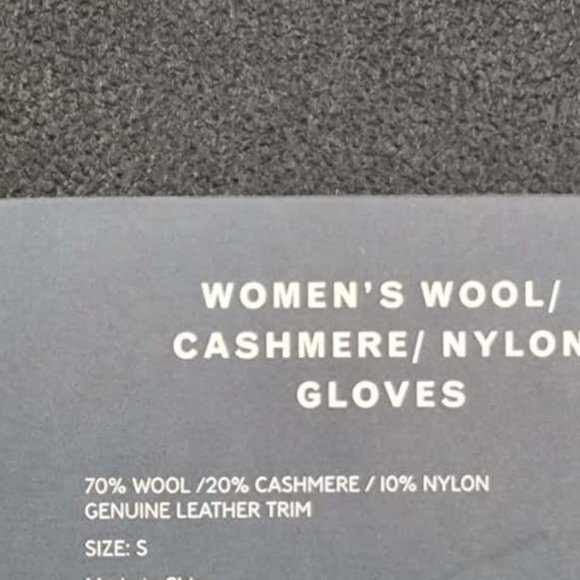 WOMEN'S WOOL/
CASHMERE/ NYLON
GLOVES
70% WOOL /20% CASHMERE / 10% NYLON
GENUINE LEATHER TRIM
SIZE: S